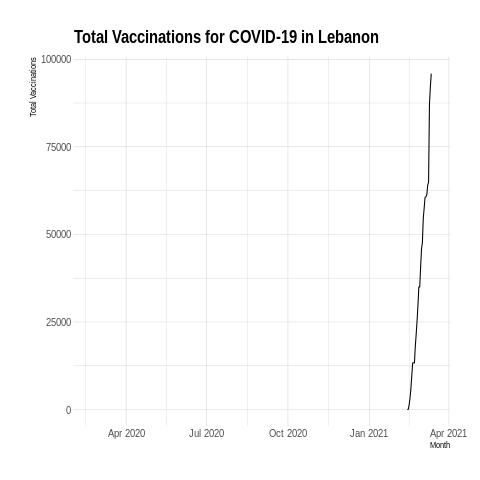 Total Vaccinations for COVID-19 in Lebanon
Total Vaccinations
100000
75000
50000
25000
0
Apr 2020
Jul 2020
Oct 2020
Jan 2021
Apr 2021
Month